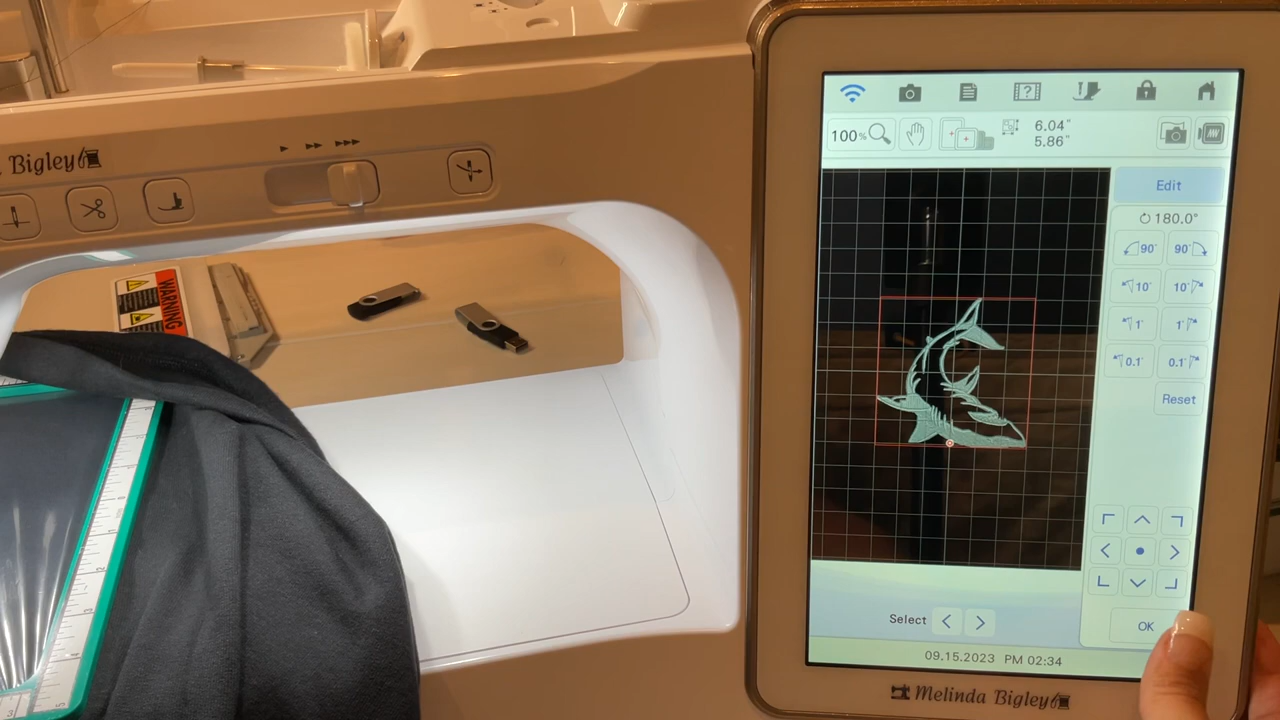 Bigley
WARNING
100%
6.04"
5.86"
Edit
180.0°
90° 90°
10° 10°
1° 1°
0.1° 0.1°
Reset
OK
Select
09.15.2023 PM 02:34
Melinda Bigley